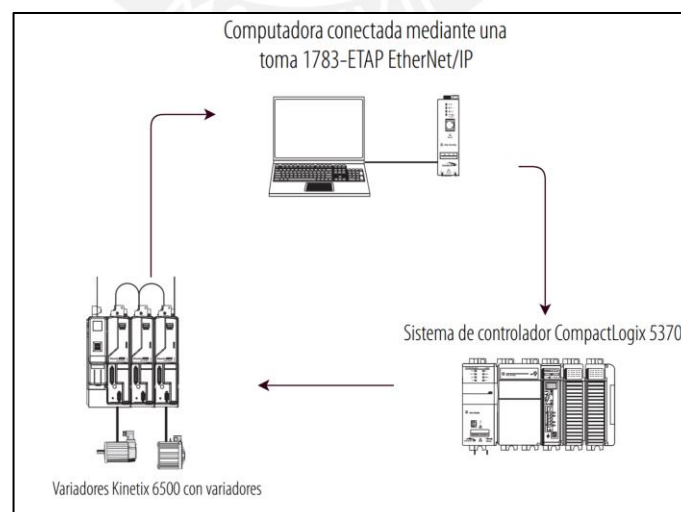 Computadora conectada mediante una
toma 1783-ETAP EtherNet/IP
Sistema de controlador CompactLogix 5370
Variadores Kinetix 6500 con variadores